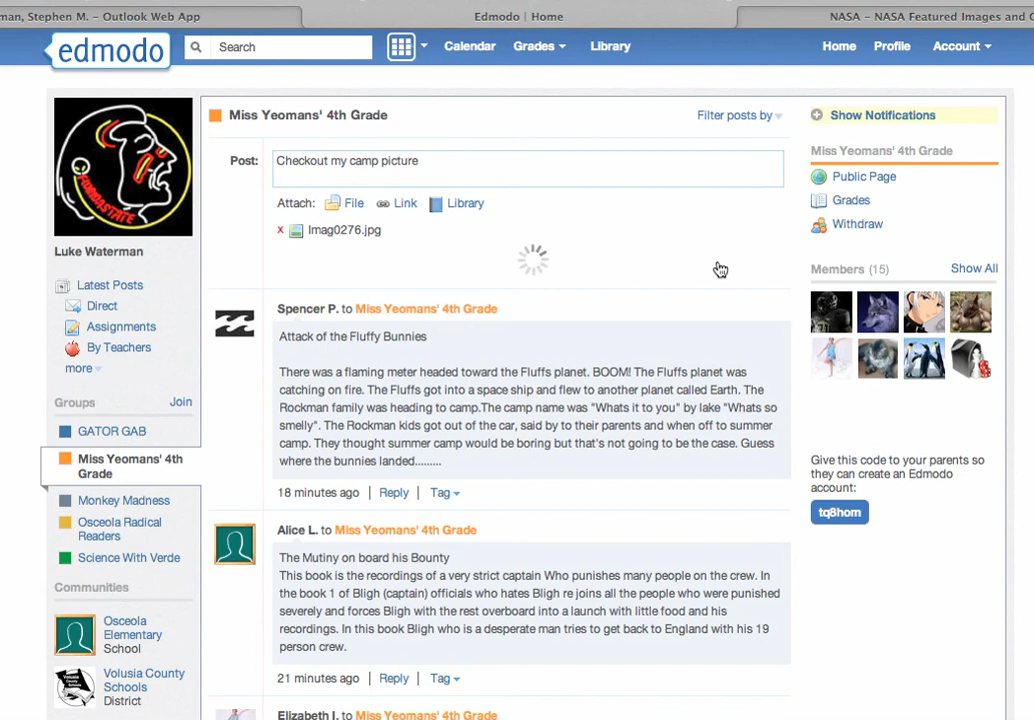 man, Stephen M. – Outlook Web App
Edmodo | Home
NASA – NASA Featured Images and
edmodo
Search
Calendar
Grades
Library
Home
Profile
Account
FLORIDA STATE
Luke Waterman
Latest Posts
Direct
Assignments
By Teachers
more
Groups
Join
GATOR GAB
Miss Yeomans' 4th
Grade
Monkey Madness
Osceola Radical
Readers
Science With Verde
Communities
Osceola
Elementary
School
Volusia County
Schools
District
Miss Yeomans' 4th Grade
Filter posts by
Post:
Checkout my camp picture
Attach:
File
Link
Library
x
Imag0276.jpg
Spencer P. to Miss Yeomans' 4th Grade
Attack of the Fluffy Bunnies
There was a flaming meter headed toward the Fluffs planet. BOOM! The Fluffs planet was
catching on fire. The Fluffs got into a space ship and flew to another planet called Earth. The
Rockman family was heading to camp.The camp name was "Whats it to you" by lake "Whats so
smelly". The Rockman kids got out of the car, said by to their parents and when off to summer
camp. They thought summer camp would be boring but that's not going to be the case. Guess
where the bunnies landed.........
18 minutes ago | Reply | Tag
Alice L. to Miss Yeomans' 4th Grade
The Mutiny on board his Bounty
This book is the recordings of a very strict captain Who punishes many people on the crew. In
the book 1 of Bligh (captain) officials who hates Bligh re joins all the people who were punished
severely and forces Bligh with the rest overboard into a launch with little food and his
recordings. In this book Bligh who is a desperate man tries to get back to England with his 19
person crew.
21 minutes ago | Reply | Tag
Elizabeth I. to Miss Yeomans' 4th Grade
Show Notifications
Miss Yeomans' 4th Grade
Public Page
Grades
Withdraw
Members (15)
Show All
Give this code to your parents so
they can create an Edmodo
account:
tq8hom